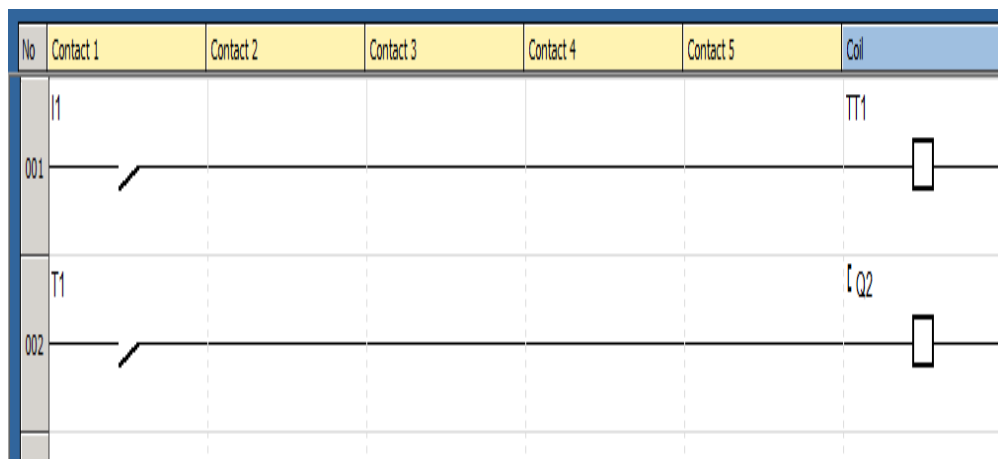 No Contact 1 Contact 2 Contact 3 Contact 4 Contact 5 Coil
I1 TT1
001
T1 [ Q2
002